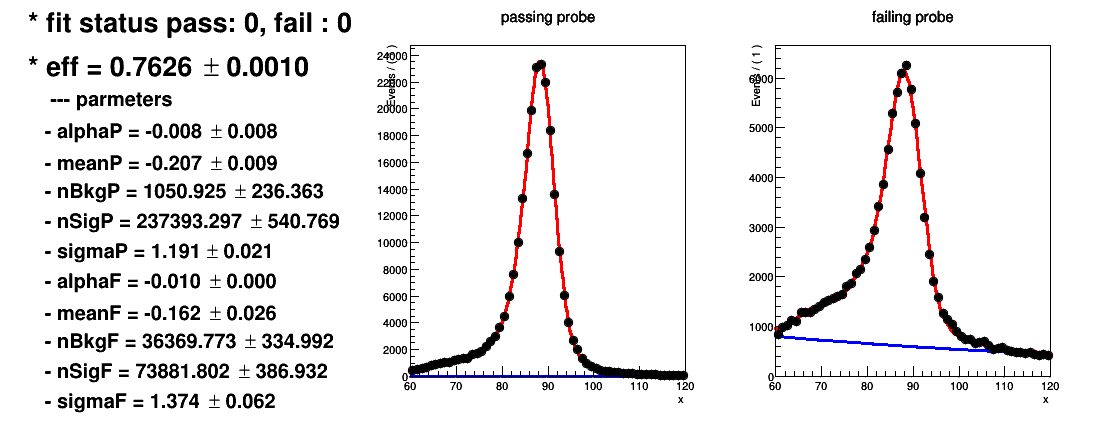 * fit status pass: 0, fail : 0
* eff = 0.7626 ± 0.0010
--- parmeters
- alphaP = -0.008 ± 0.008
- meanP = -0.207 ± 0.009
- nBkgP = 1050.925 ± 236.363
- nSigP = 237393.297 ± 540.769
- sigmaP = 1.191 ± 0.021
- alphaF = -0.010 ± 0.000
- meanF = -0.162 ± 0.026
- nBkgF = 36369.773 ± 334.992
- nSigF = 73881.802 ± 386.932
- sigmaF = 1.374 ± 0.062
passing probe
Events / ( 1 )
24000
22000
20000
18000
16000
14000
12000
10000
8000
6000
4000
2000
0
60 70 80 90 100 110 120
x
failing probe
Events / ( 1 )
6000
5000
4000
3000
2000
1000
0
60 70 80 90 100 110 120
x